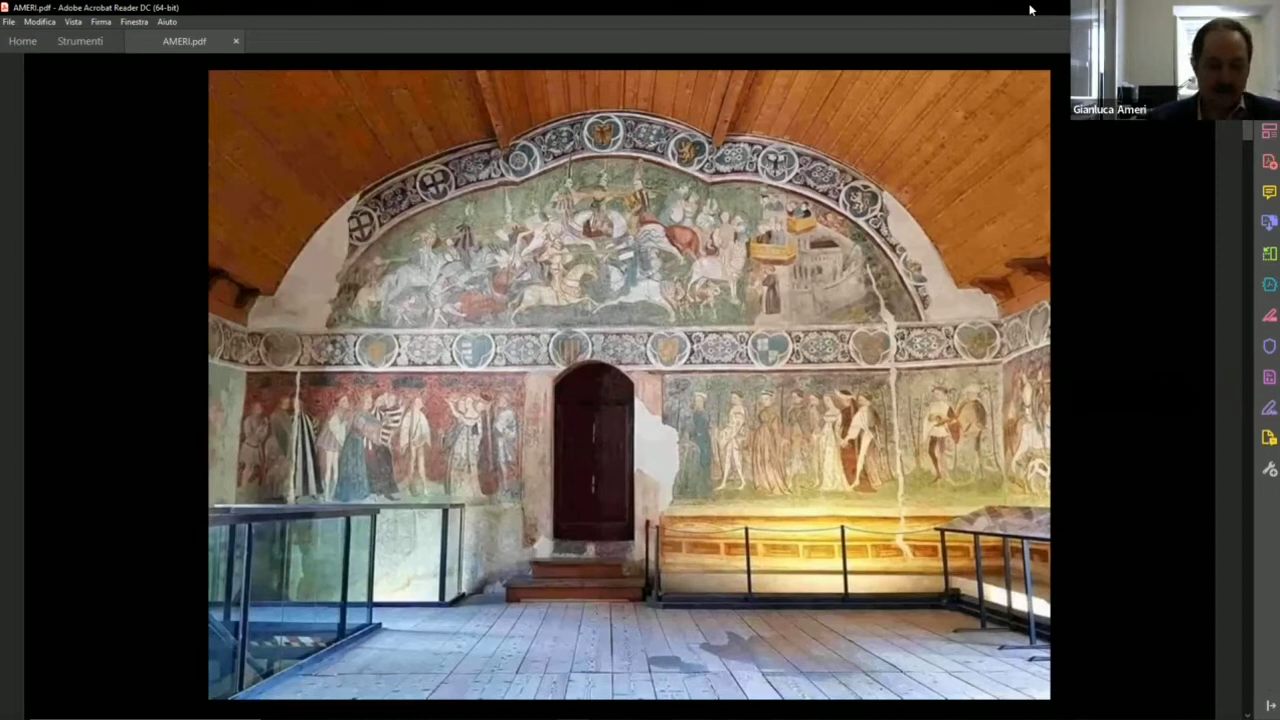 AMERI.pdf - Adobe Acrobat Reader DC (64-bit)
File Modifica Vista Firma Finestra Aiuto
Home Strumenti AMERI.pdf ×
Gianluca Ameri